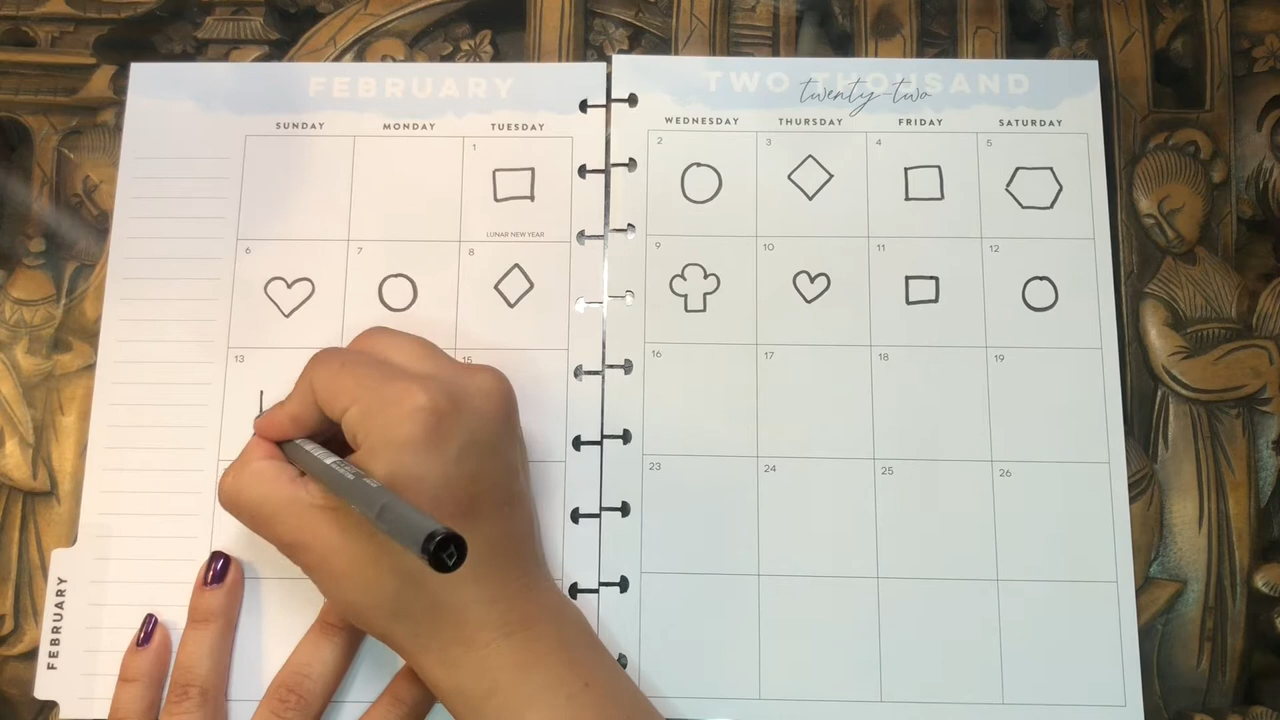 FEBRUARY
TWO THOUSAND
twenty-two
SUNDAY MONDAY TUESDAY WEDNESDAY THURSDAY FRIDAY SATURDAY
1 2 3 4 5
LUNAR NEW YEAR
6 7 8 9 10 11 12
13 15 16 17 18 19
23 24 25 26
FEBRUARY